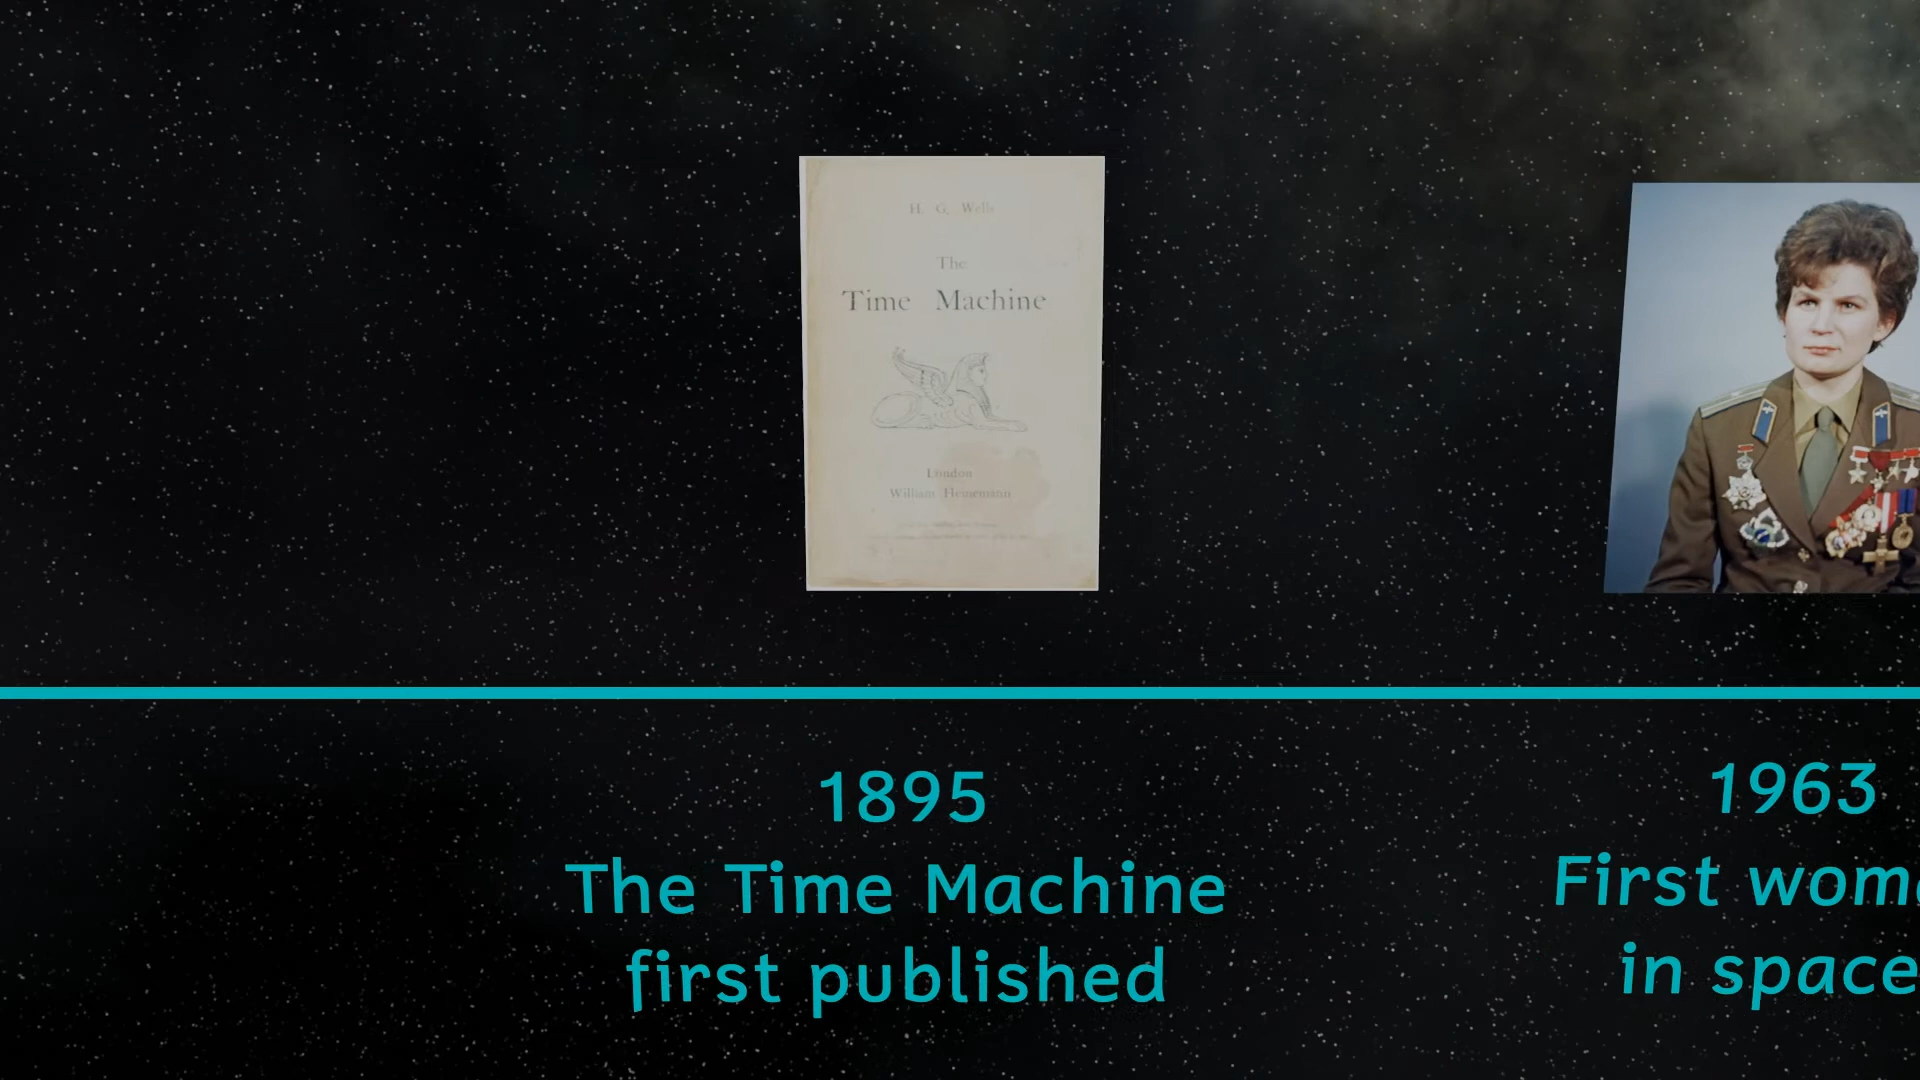 H. G. Wells
The
Time Machine
London
William Heinemann
1895
The Time Machine
first published
1963
First wom
in space